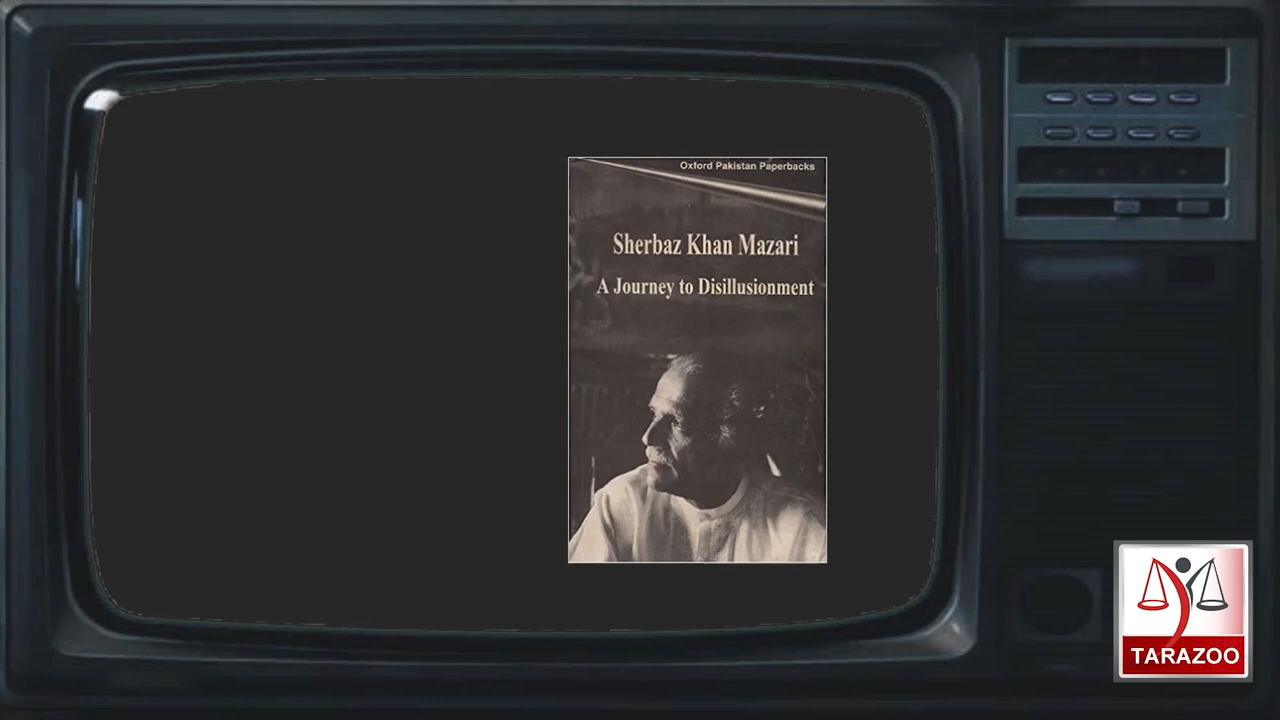 Oxford Pakistan Paperbacks
Sherbaz Khan Mazari
A Journey to Disillusionment
TARAZOO